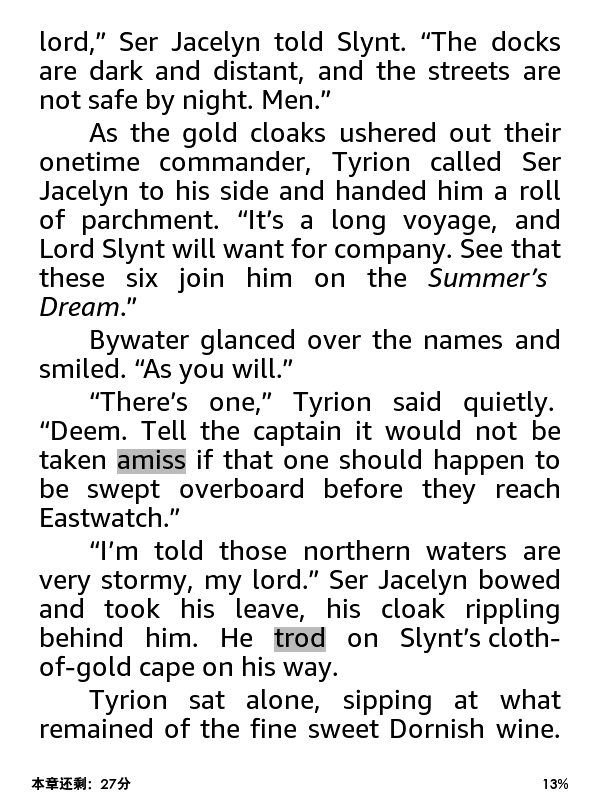 lord,” Ser Jacelyn told Slynt. “The docks
are dark and distant, and the streets are
not safe by night. Men.”
As the gold cloaks ushered out their
onetime commander, Tyrion called Ser
Jacelyn to his side and handed him a roll
of parchment. “It’s a long voyage, and
Lord Slynt will want for company. See that
these six join him on the Summer’s
Dream.”
Bywater glanced over the names and
smiled. “As you will.”
“There’s one,” Tyrion said quietly.
“Deem. Tell the captain it would not be
taken amiss if that one should happen to
be swept overboard before they reach
Eastwatch.”
“I’m told those northern waters are
very stormy, my lord.” Ser Jacelyn bowed
and took his leave, his cloak rippling
behind him. He trod on Slynt’s cloth-
of-gold cape on his way.
Tyrion sat alone, sipping at what
remained of the fine sweet Dornish wine.
本章还剩：27分 13%